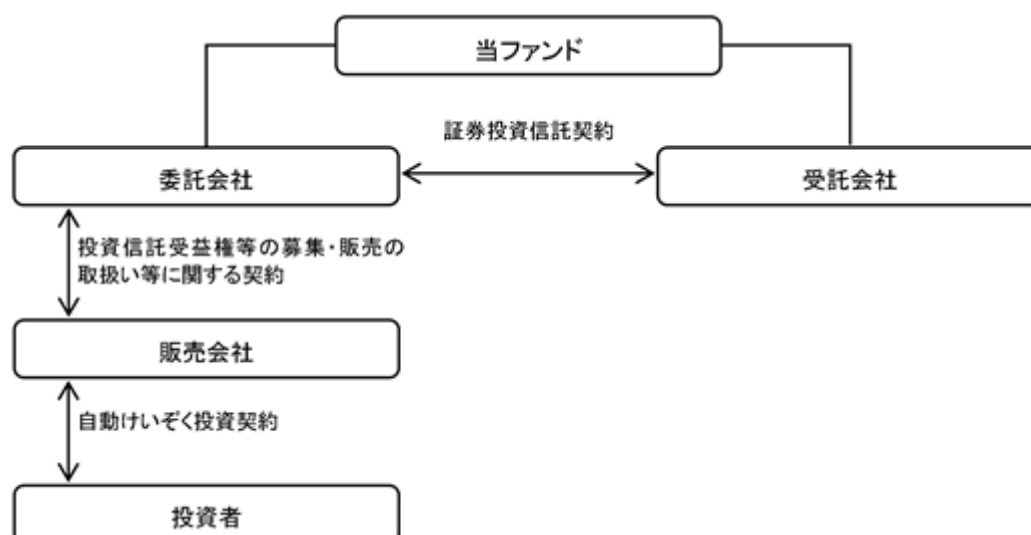 当ファンド
証券投資信託契約
委託会社
受託会社
投資信託受益権等の募集・販売の
取扱い等に関する契約
販売会社
自動けいぞく投資契約
投資者